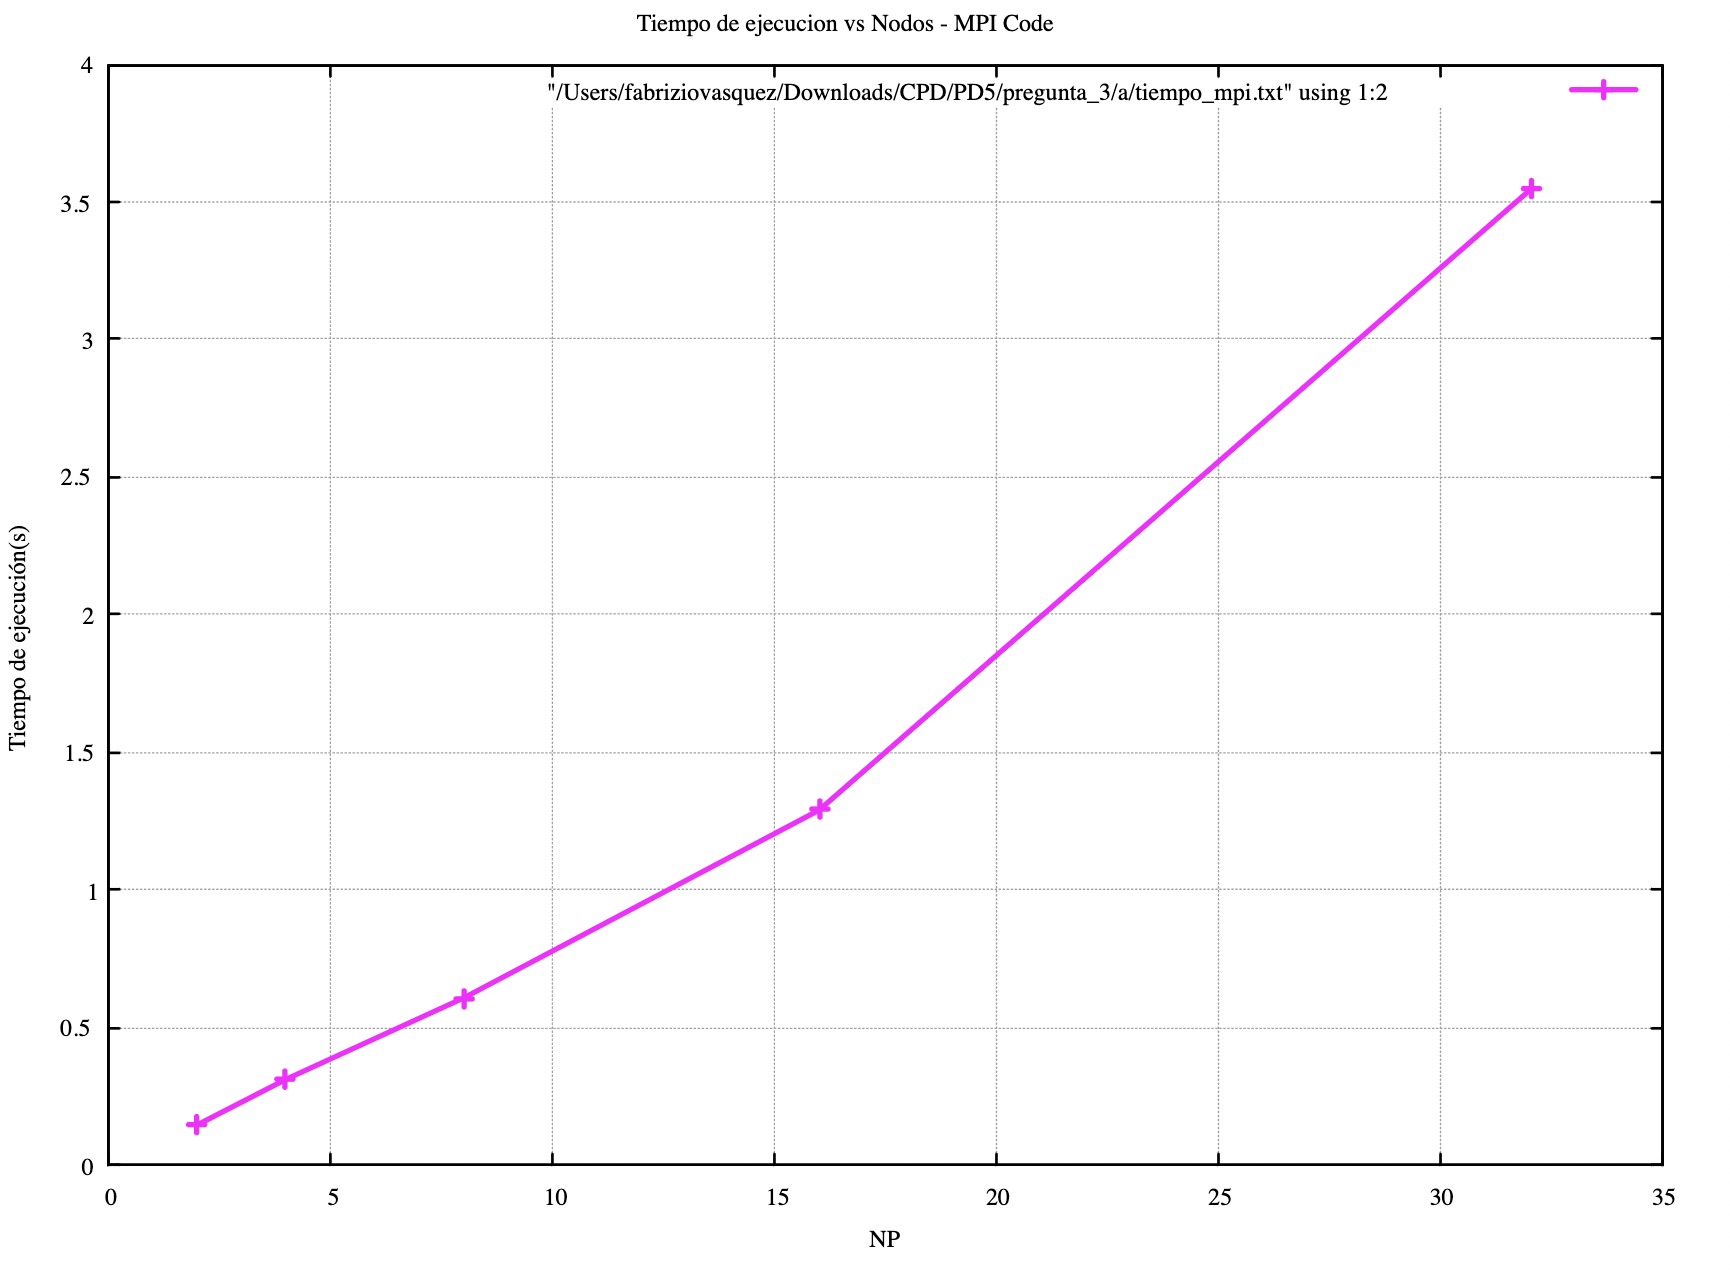 Tiempo de ejecucion vs Nodos - MPI Code
4
"/Users/fabriziovasquez/Downloads/CPD/PD5/pregunta_3/a/tiempo_mpi.txt" using 1:2
3.5
3
2.5
2
1.5
1
0.5
0
Tiempo de ejecución(s)
0 5 10 15 20 25 30 35
NP